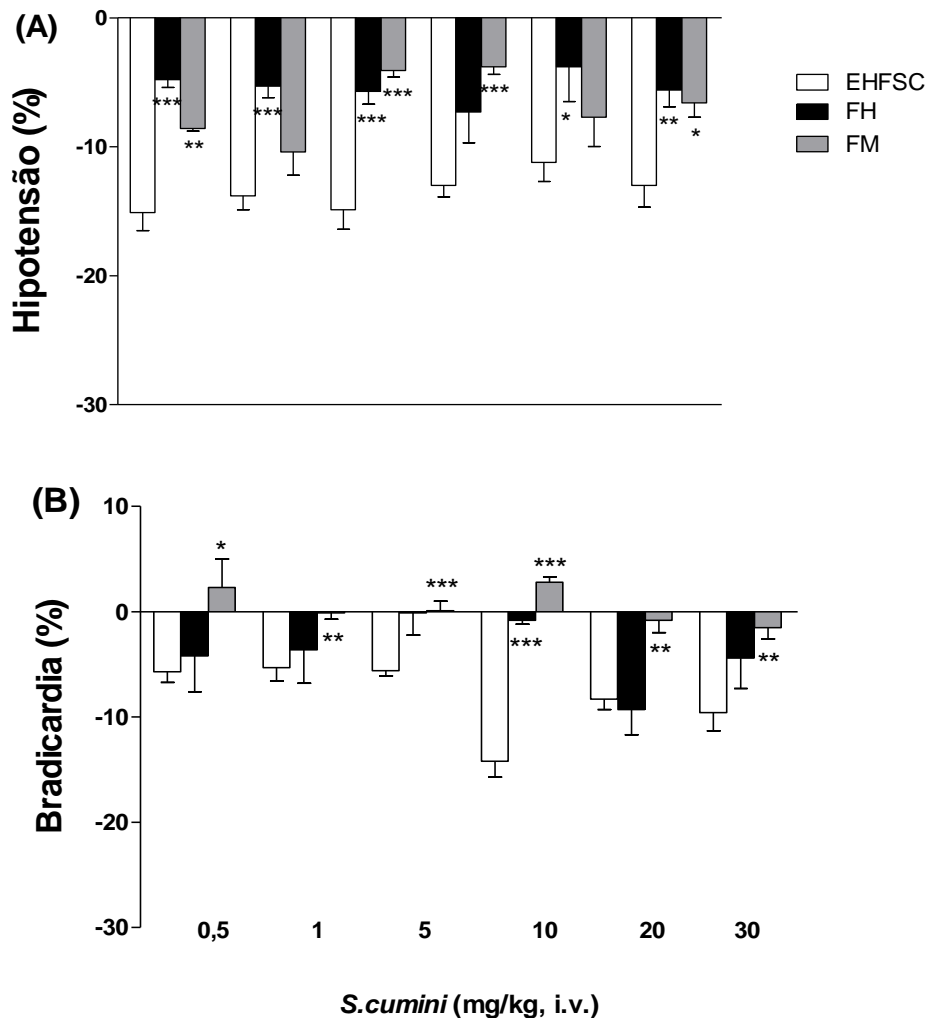 (A)
0
-10
-20
-30
Hipotensão (%)
*** ** *** *** *** *** * ** *
EHFSC
FH
FM
(B)
10
0
-10
-20
-30
Bradicardia (%)
* ** *** *** *** ** **
0,5 1 5 10 20 30
S.cumini (mg/kg, i.v.)